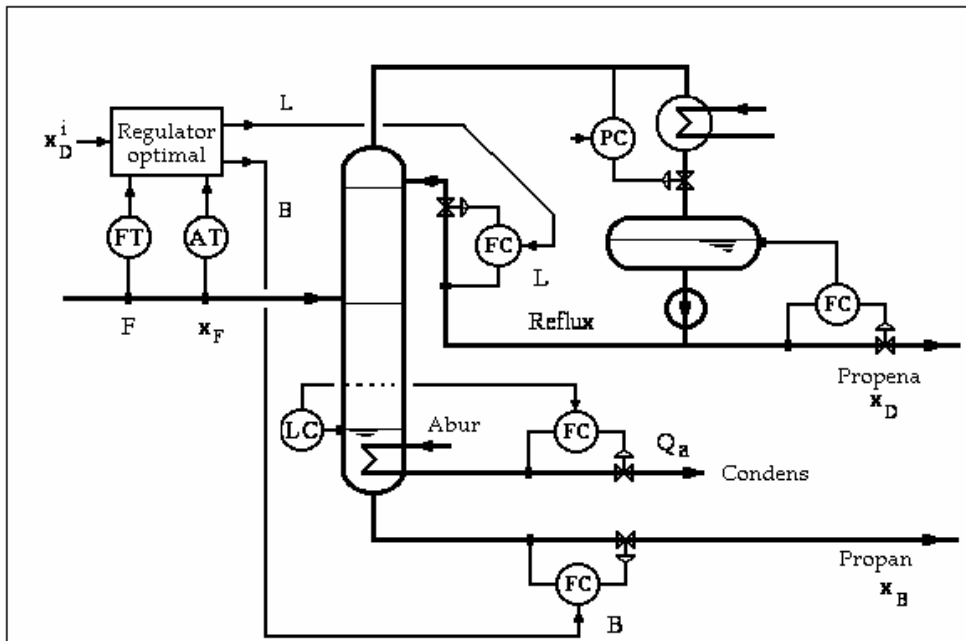 L
x_D^i
Regulator
optimal
PC
B
FT
AT
FC
L
FC
F
x_F
Reflux
Propena
x_D
LC
Abur
FC
Q_a
Condens
Propan
FC
x_B
B